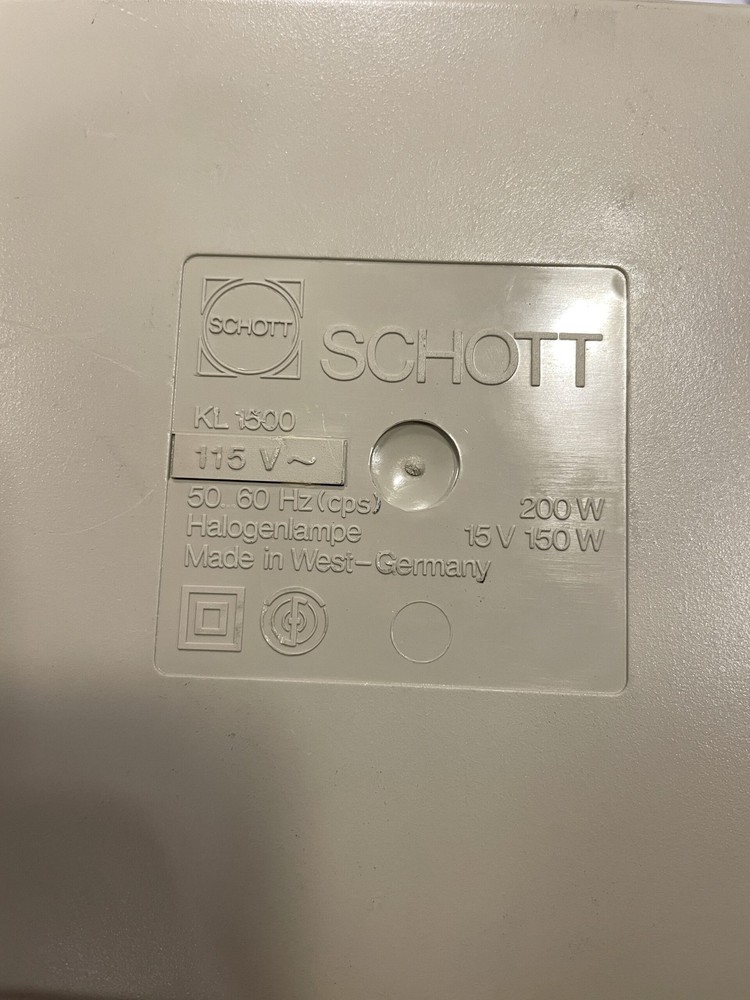 SCHOTT
SCHOTT
KL 1500
115 V ~
50...60 Hz (cps) 200 W
Halogenlampe 15 V 150 W
Made in West-Germany